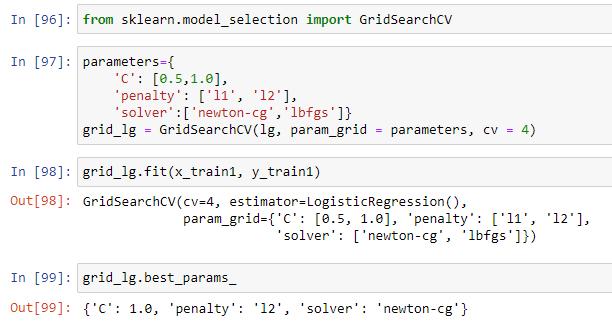 In [96]: from sklearn.model_selection import GridSearchCV
In [97]: parameters={
    'C': [0.5,1.0],
    'penalty': ['l1', 'l2'],
    'solver':['newton-cg','lbfgs']}
grid_lg = GridSearchCV(lg, param_grid = parameters, cv = 4)
In [98]: grid_lg.fit(x_train1, y_train1)
Out[98]: GridSearchCV(cv=4, estimator=LogisticRegression(),
             param_grid={'C': [0.5, 1.0], 'penalty': ['l1', 'l2'],
                         'solver': ['newton-cg', 'lbfgs']})
In [99]: grid_lg.best_params_
Out[99]: {'C': 1.0, 'penalty': 'l2', 'solver': 'newton-cg'}